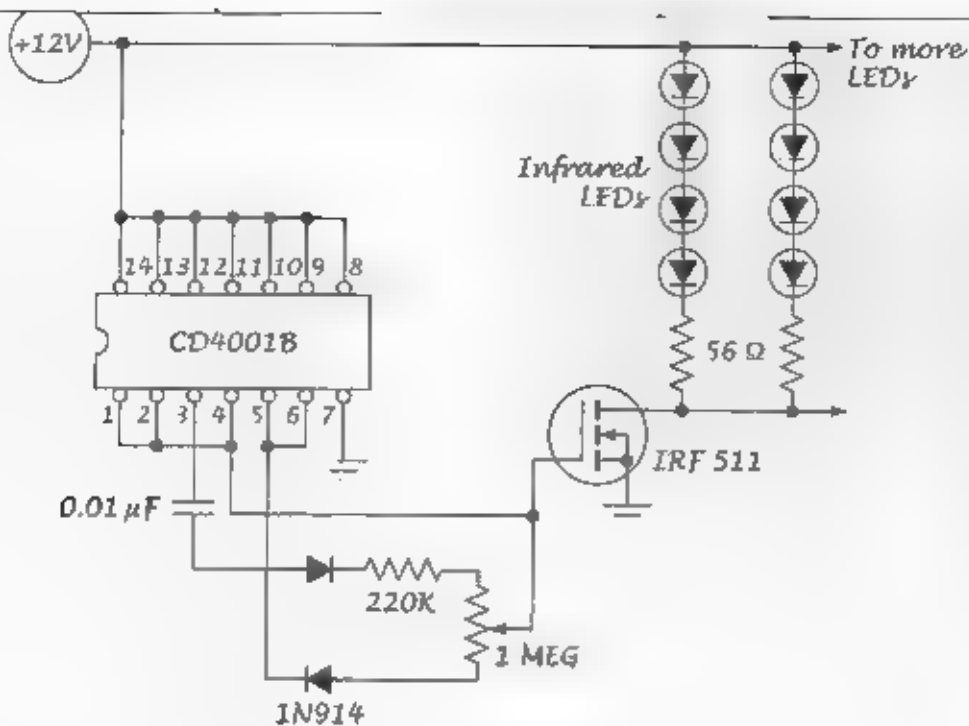 +12V
To more
LEDs
Infrared
LEDs
14 13 12 11 10 9 8
CD4001B
1 2 3 4 5 6 7
56 Ω
IRF 511
0.01 µF
220K
1 MEG
1N914